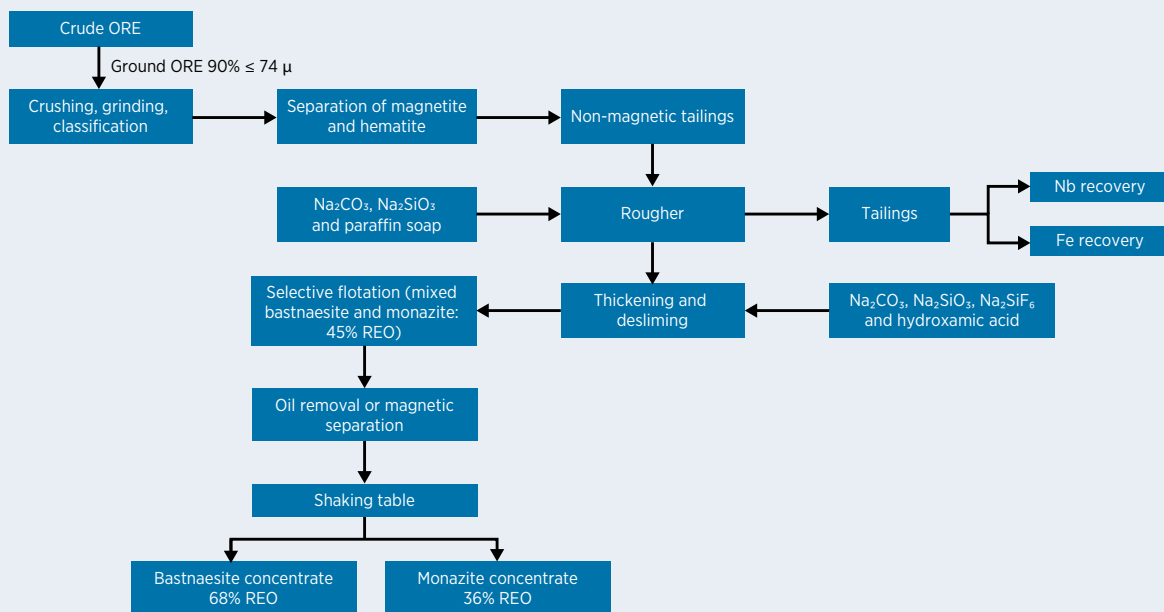 Crude ORE
Ground ORE 90% ≤ 74 μ
Crushing, grinding,
classification
Separation of magnetite
and hematite
Non-magnetic tailings
Na₂CO₃, Na₂SiO₃
and paraffin soap
Rougher
Tailings
Nb recovery
Fe recovery
Selective flotation (mixed
bastnaesite and monazite:
45% REO)
Thickening and
desliming
Na₂CO₃, Na₂SiO₃, Na₂SiF₆
and hydroxamic acid
Oil removal or magnetic
separation
Shaking table
Bastnaesite concentrate
68% REO
Monazite concentrate
36% REO